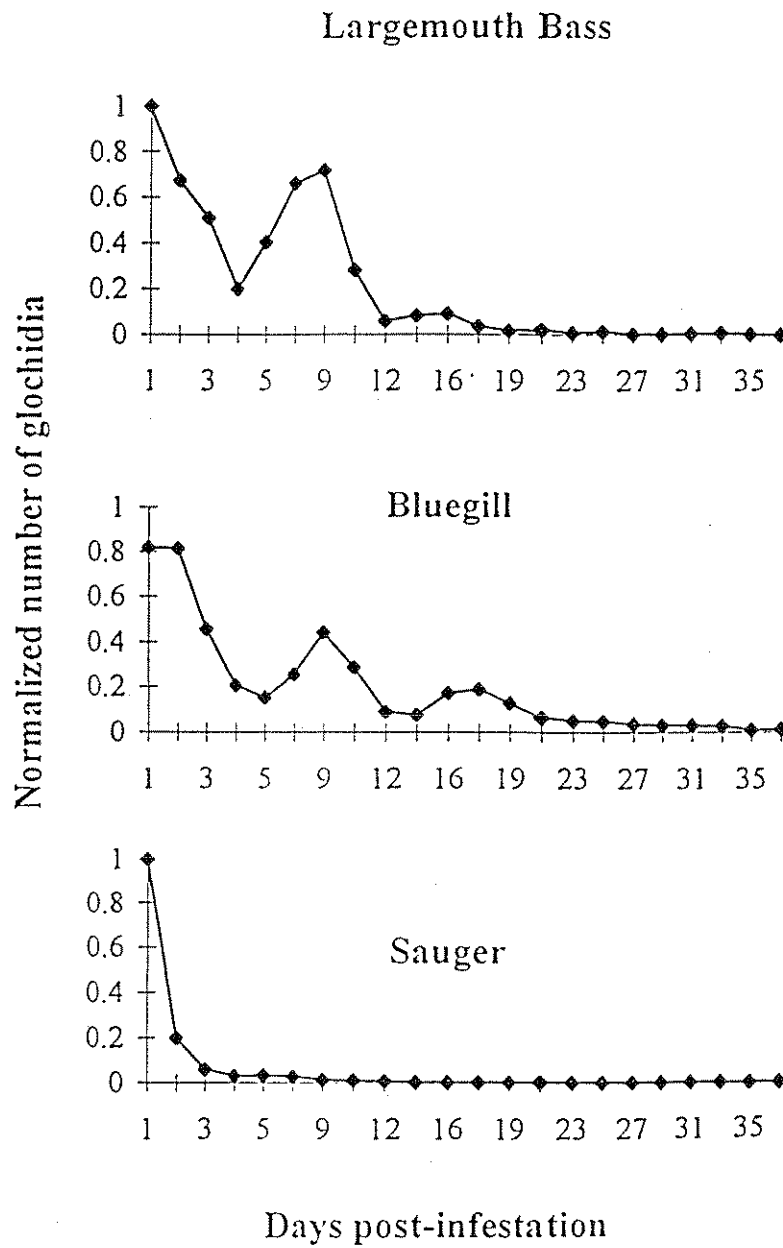 Largemouth Bass
1
0.8
0.6
0.4
0.2
0
1 3 5 9 12 16 19 23 27 31 35
Normalized number of glochidia
Bluegill
1
0.8
0.6
0.4
0.2
0
1 3 5 9 12 16 19 23 27 31 35
Sauger
1
0.8
0.6
0.4
0.2
0
1 3 5 9 12 16 19 23 27 31 35
Days post-infestation